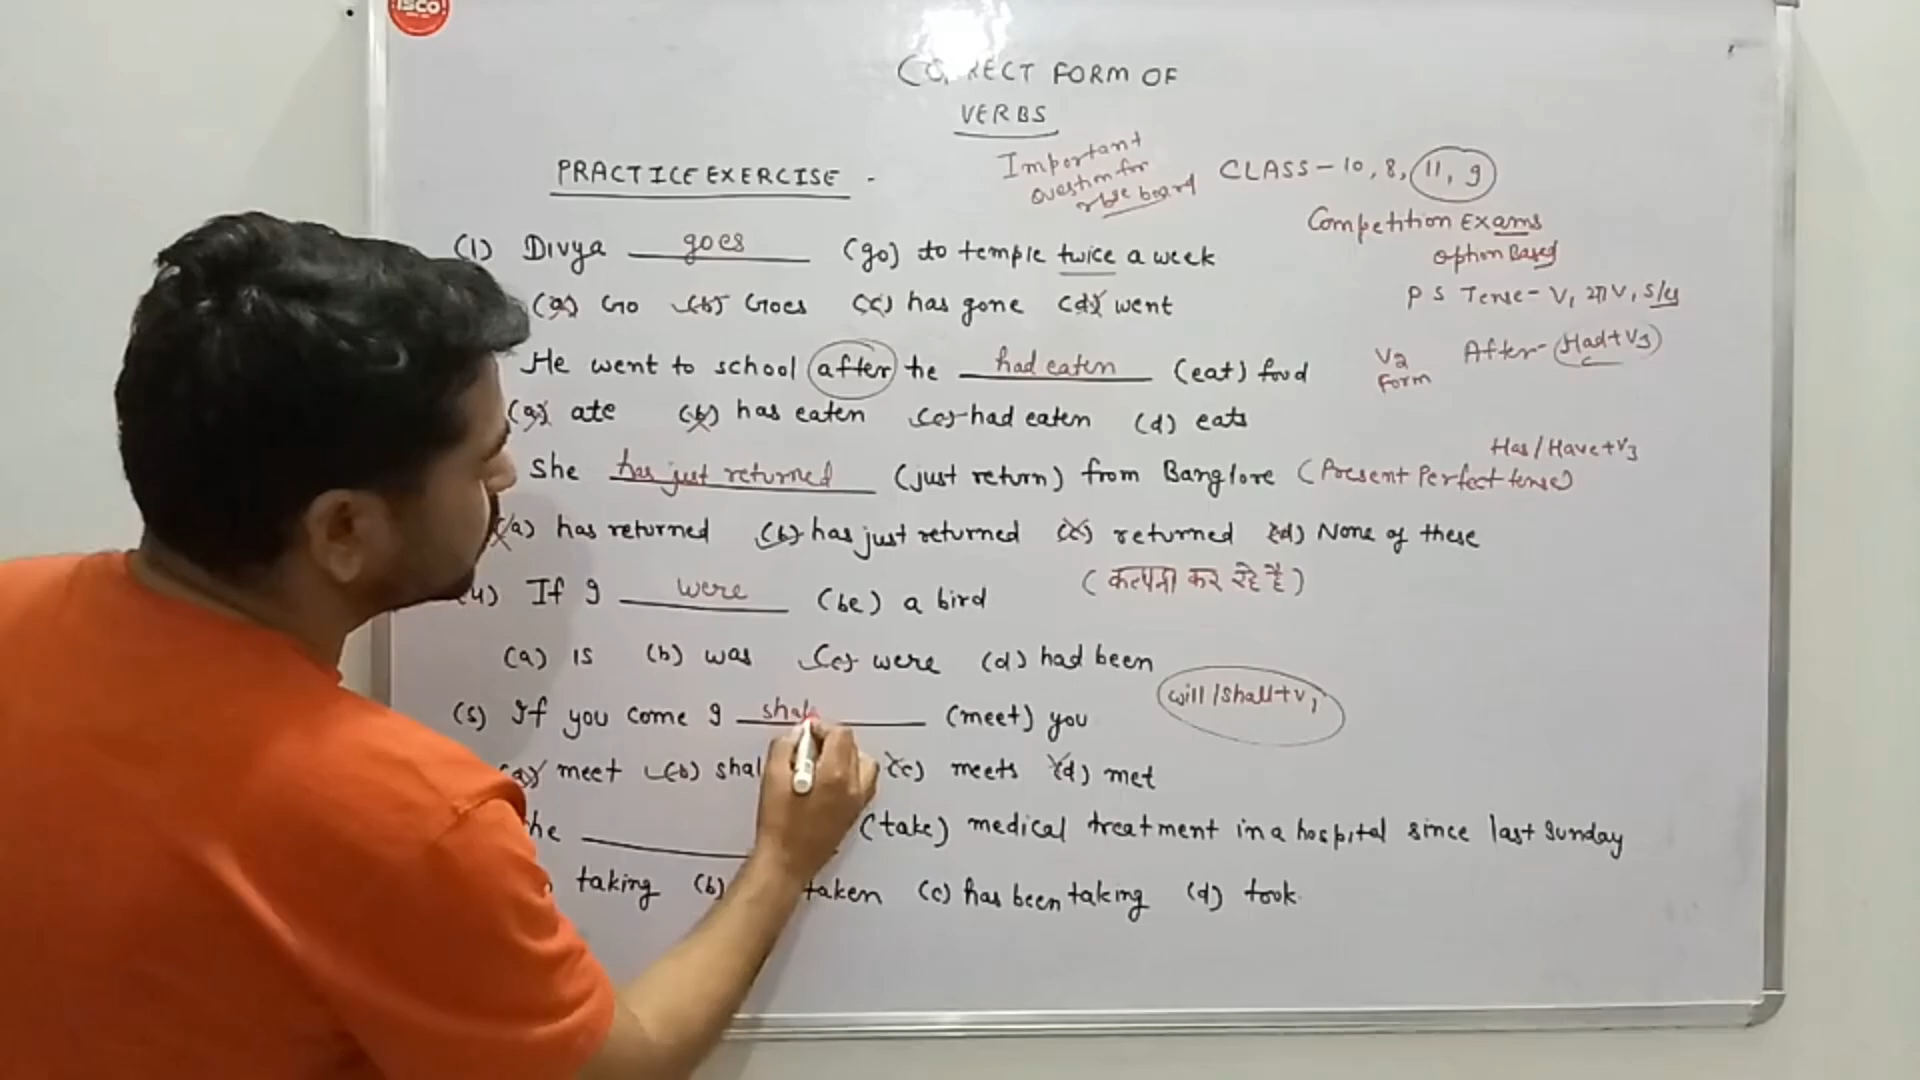 ISCO!
CORRECT FORM OF
VERBS
Important
Question for
rbse board
PRACTICE EXERCISE -
CLASS - 10, 8, 11, 9
Competition Exams
Option Based
(1) Divya goes (go) to temple twice a week
P S Tense - V1 या V1 s/es
(a) Go (b) Goes (c) has gone (d) went
He went to school after he had eaten (eat) food
V2
form
After - Had + V3
(a) ate (b) has eaten (c) had eaten (d) eats
Has/Have + V3
She has just returned (just return) from Banglore (Present Perfect tense)
(a) has returned (b) has just returned (c) returned (d) None of these
(4) If I were (be) a bird
(कल्पना कर रहे है)
(a) is (b) was (c) were (d) had been
will/shall + V1
(5) If you come I shal (meet) you
(a) meet (b) shal (c) meets (d) met
he (take) medical treatment in a hospital since last Sunday
taking (b) taken (c) has been taking (d) took